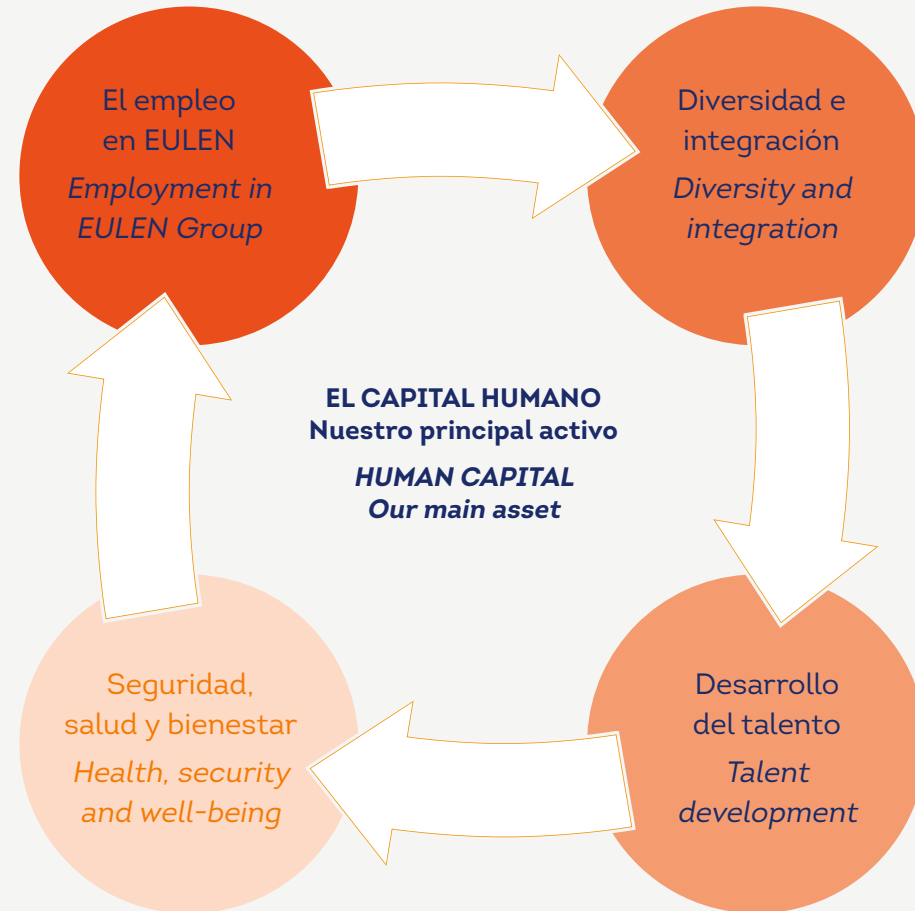 El empleo
en EULEN
Employment in
EULEN Group
Diversidad e
integración
Diversity and
integration
EL CAPITAL HUMANO
Nuestro principal activo
HUMAN CAPITAL
Our main asset
Seguridad,
salud y bienestar
Health, security
and well-being
Desarrollo
del talento
Talent
development